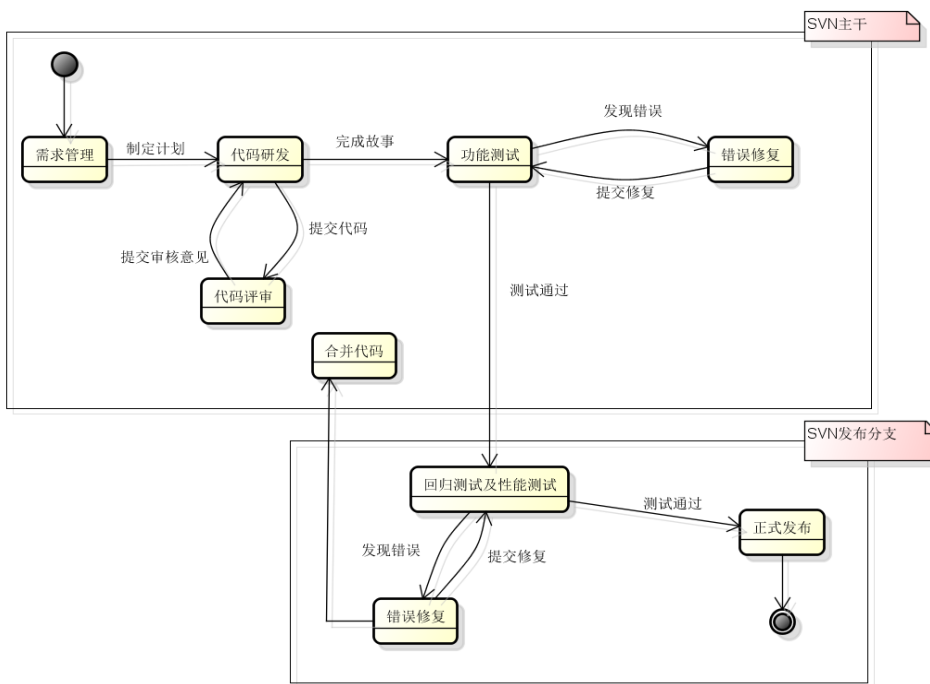 SVN主干
发现错误
需求管理
制定计划
代码研发
完成故事
功能测试
错误修复
提交修复
提交代码
提交审核意见
代码评审
测试通过
合并代码
SVN发布分支
回归测试及性能测试
测试通过
正式发布
发现错误
提交修复
错误修复